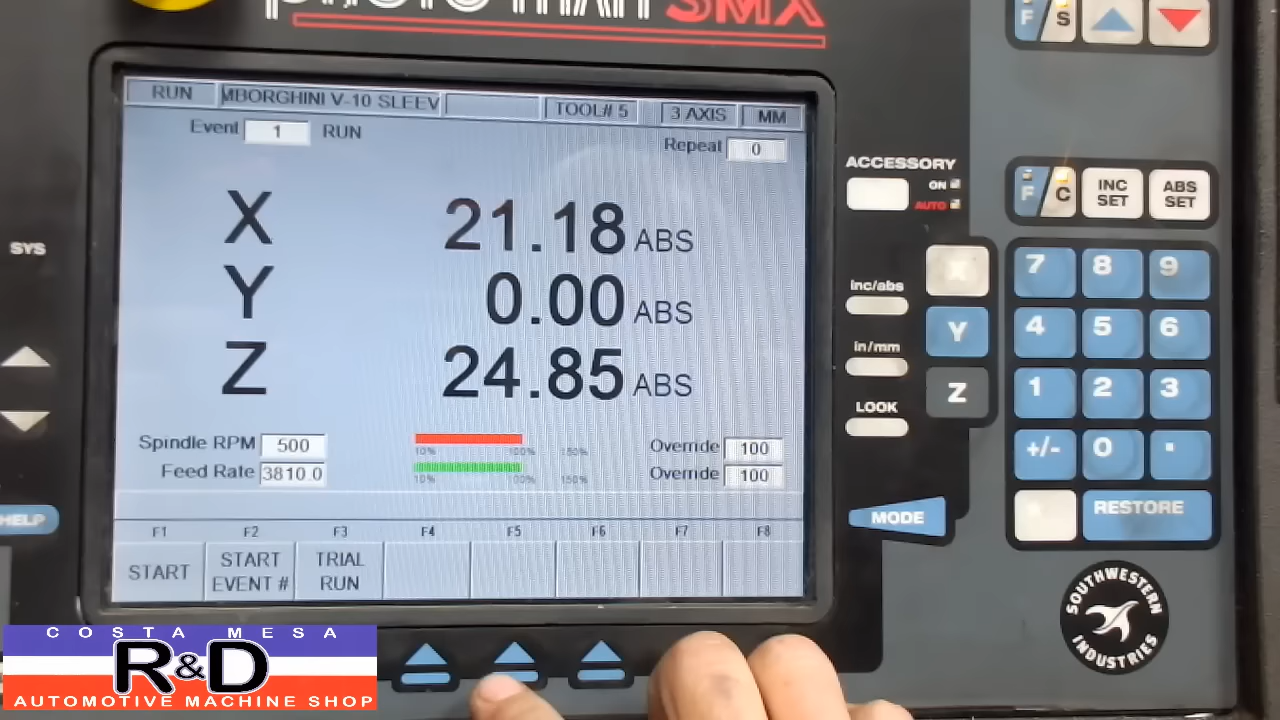 SMX
F/S
RUN
MBORGHINI V-10 SLEEV
TOOL# 5
3 AXIS
MM
Event 1 RUN
Repeat 0
X 21.18 ABS
Y 0.00 ABS
Z 24.85 ABS
Spindle RPM 500
10% 100% 150%
Override 100
Feed Rate 3810.0
10% 00% 150%
Override 100
F1 F2 F3 F4 F5 F6 F7 F8
START
START EVENT #
TRIAL RUN
SYS
HELP
ACCESSORY
ON
AUTO
inc/abs
in/mm
LOOK
MODE
Y
Z
F/C
INC SET
ABS SET
7 8 9
4 5 6
1 2 3
+/- 0 .
RESTORE
SOUTHWESTERN
INDUSTRIES
COSTA MESA
R&D
AUTOMOTIVE MACHINE SHOP